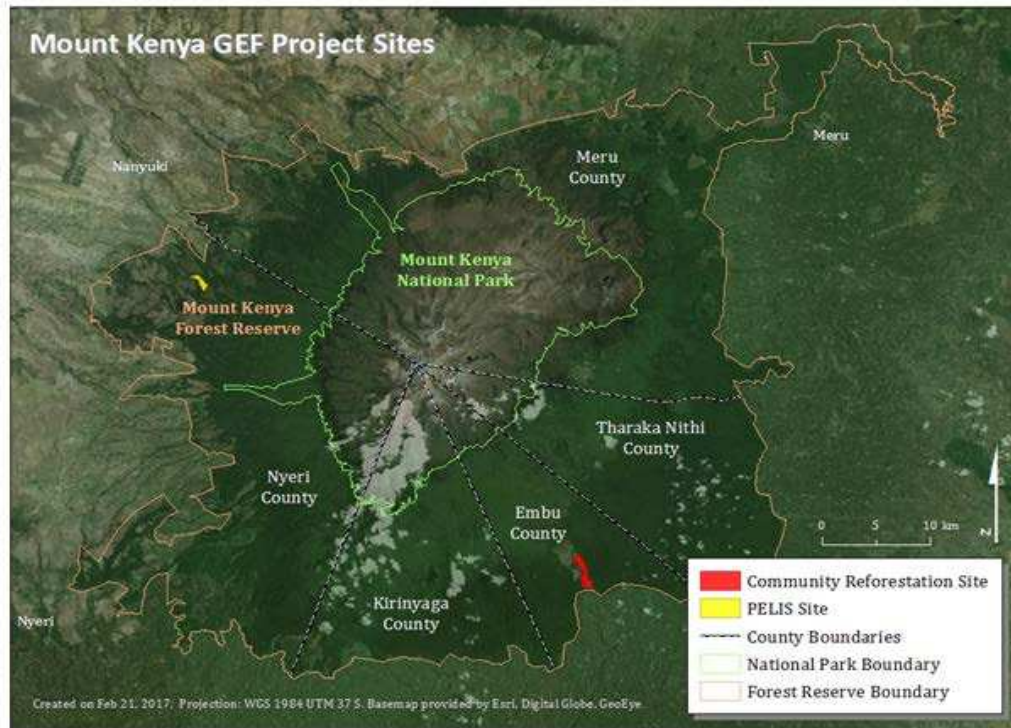 Mount Kenya GEF Project Sites
Meru
Nanyuki
Meru
County
Mount Kenya
National Park
Mount Kenya
Forest Reserve
Tharaka Nithi
County
Nyeri
County
Embu
County
0 5 10 km
N
Kirinyaga
County
Nyeri
Community Reforestation Site
PELIS Site
County Boundaries
National Park Boundary
Forest Reserve Boundary
Created on Feb 21, 2017, Projection: WGS 1984 UTM 37 S. Basemap provided by Esri, Digital Globe, GeoEye